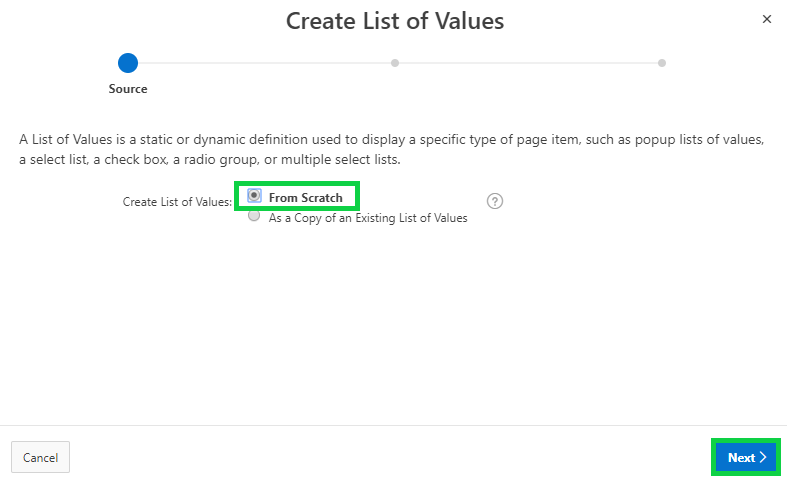 Create List of Values
Source
A List of Values is a static or dynamic definition used to display a specific type of page item, such as popup lists of values,
a select list, a check box, a radio group, or multiple select lists.
Create List of Values: From Scratch
As a Copy of an Existing List of Values
Cancel
Next